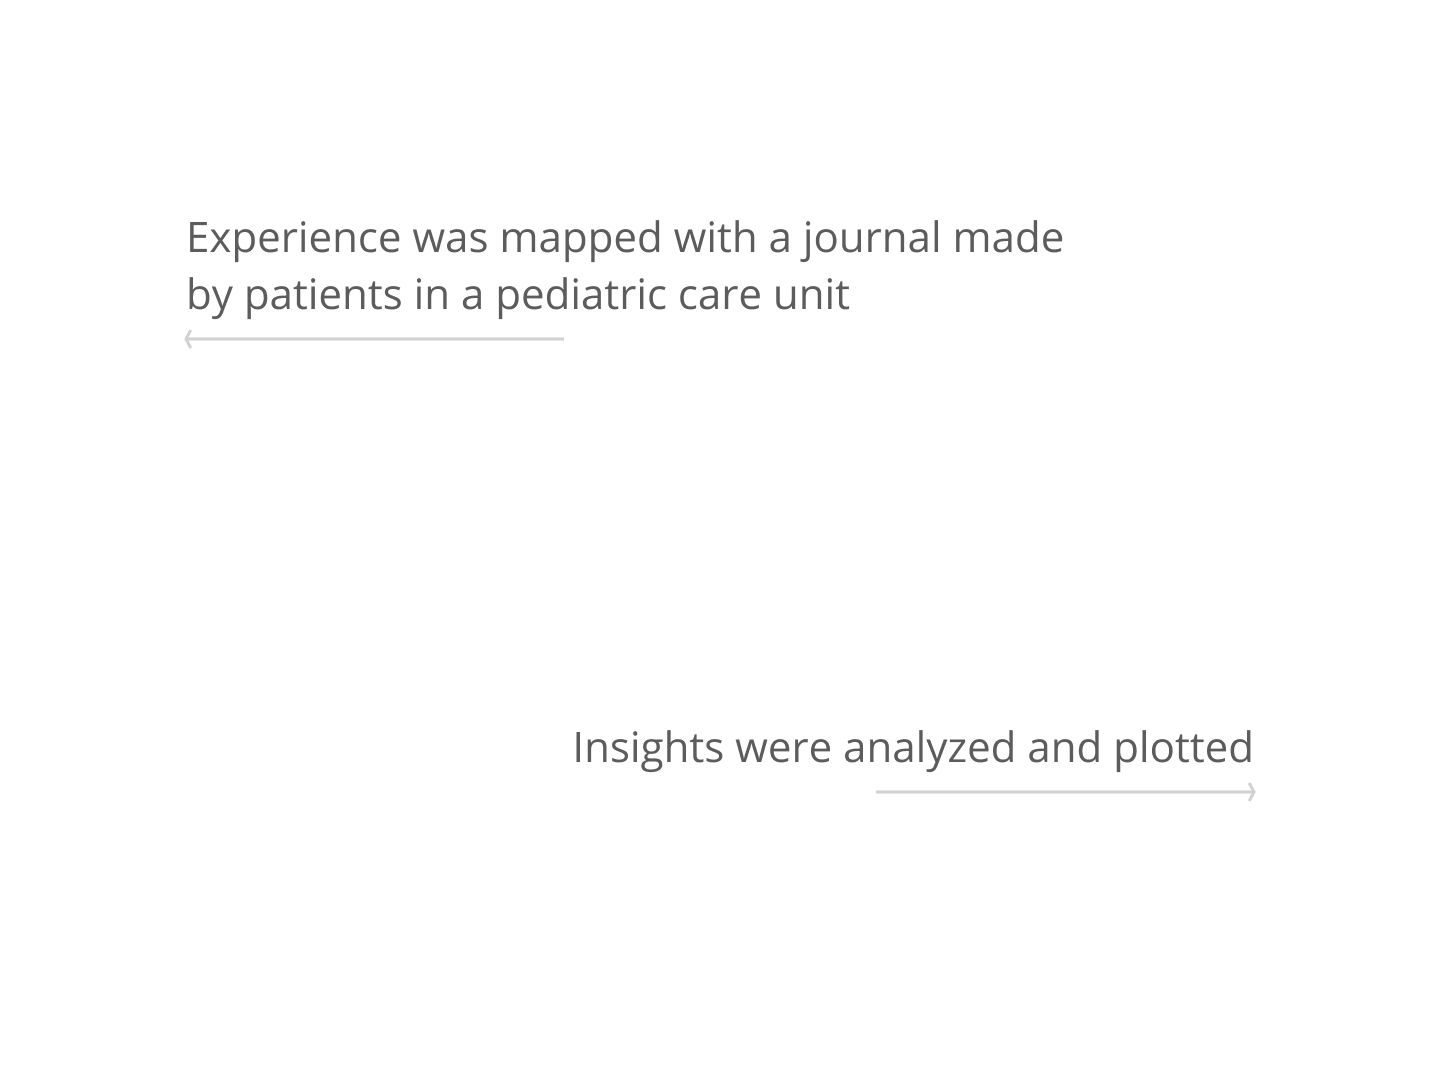 Experience was mapped with a journal made
by patients in a pediatric care unit
Insights were analyzed and plotted